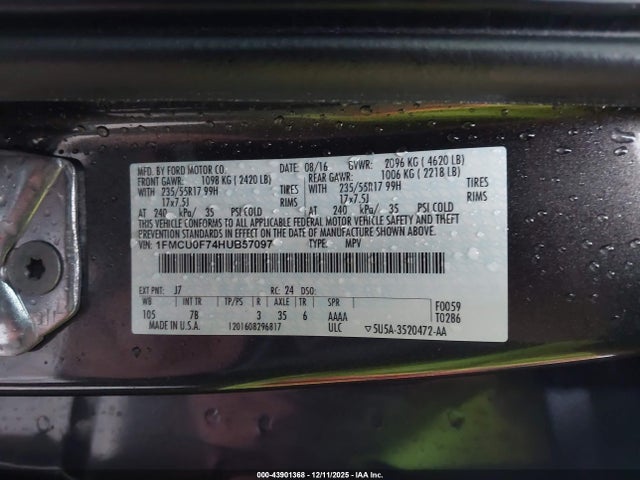 MFD. BY FORD MOTOR CO.
DATE: 08/16 GVWR: 2096 KG ( 4620 LB)
FRONT GAWR: 1098 KG ( 2420 LB) REAR GAWR: 1006 KG ( 2218 LB)
WITH 235/55R17 99H TIRES WITH 235/55R17 99H TIRES
17x7.5J RIMS 17x7.5J RIMS
AT 240 kPa/ 35 PSI COLD AT 240 kPa/ 35 PSI COLD
THIS VEHICLE CONFORMS TO ALL APPLICABLE FEDERAL MOTOR VEHICLE SAFETY AND THEFT
PREVENTION STANDARDS IN EFFECT ON THE DATE OF MANUFACTURE SHOWN ABOVE.
VIN: 1FMCU0F74HUB57097 TYPE: MPV
EXT PNT: J7 RC: 24 DSO:
WB INT TR TP/PS R AXLE TR SPR
105 7B 3 35 6 AAAA
F0059
T0286
MADE IN U.S.A. 1201608296817 ULC ▽5U5A-3520472-AA
000-43901368 • 12/11/2025 • IAA Inc.